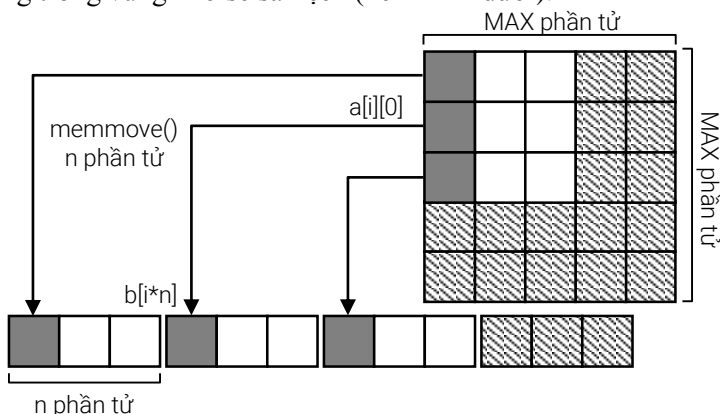 MAX phần tử
a[i][0]
memmove()
n phần tử
MAX phần tử
b[i*n]
n phần tử